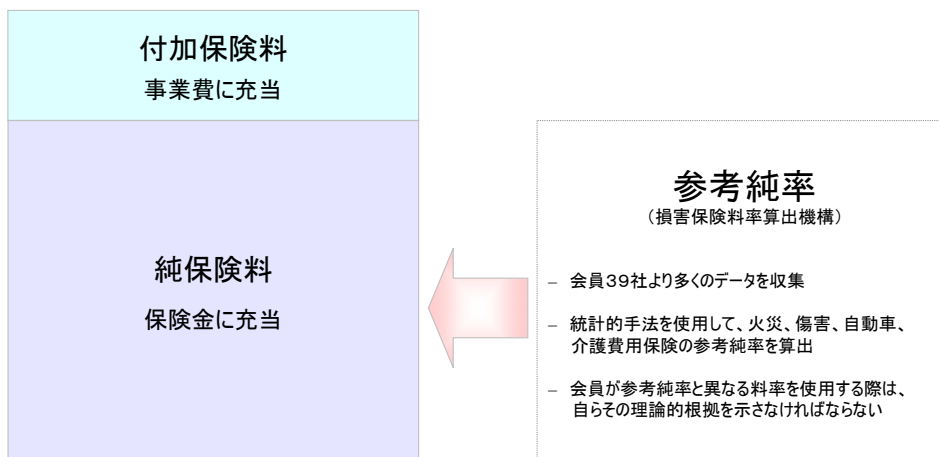 付加保険料
事業費に充当
純保険料
保険金に充当
参考純率
（損害保険料率算出機構）
– 会員39社より多くのデータを収集
– 統計的手法を使用して、火災、傷害、自動車、
介護費用保険の参考純率を算出
– 会員が参考純率と異なる料率を使用する際は、
自らその理論的根拠を示さなければならない